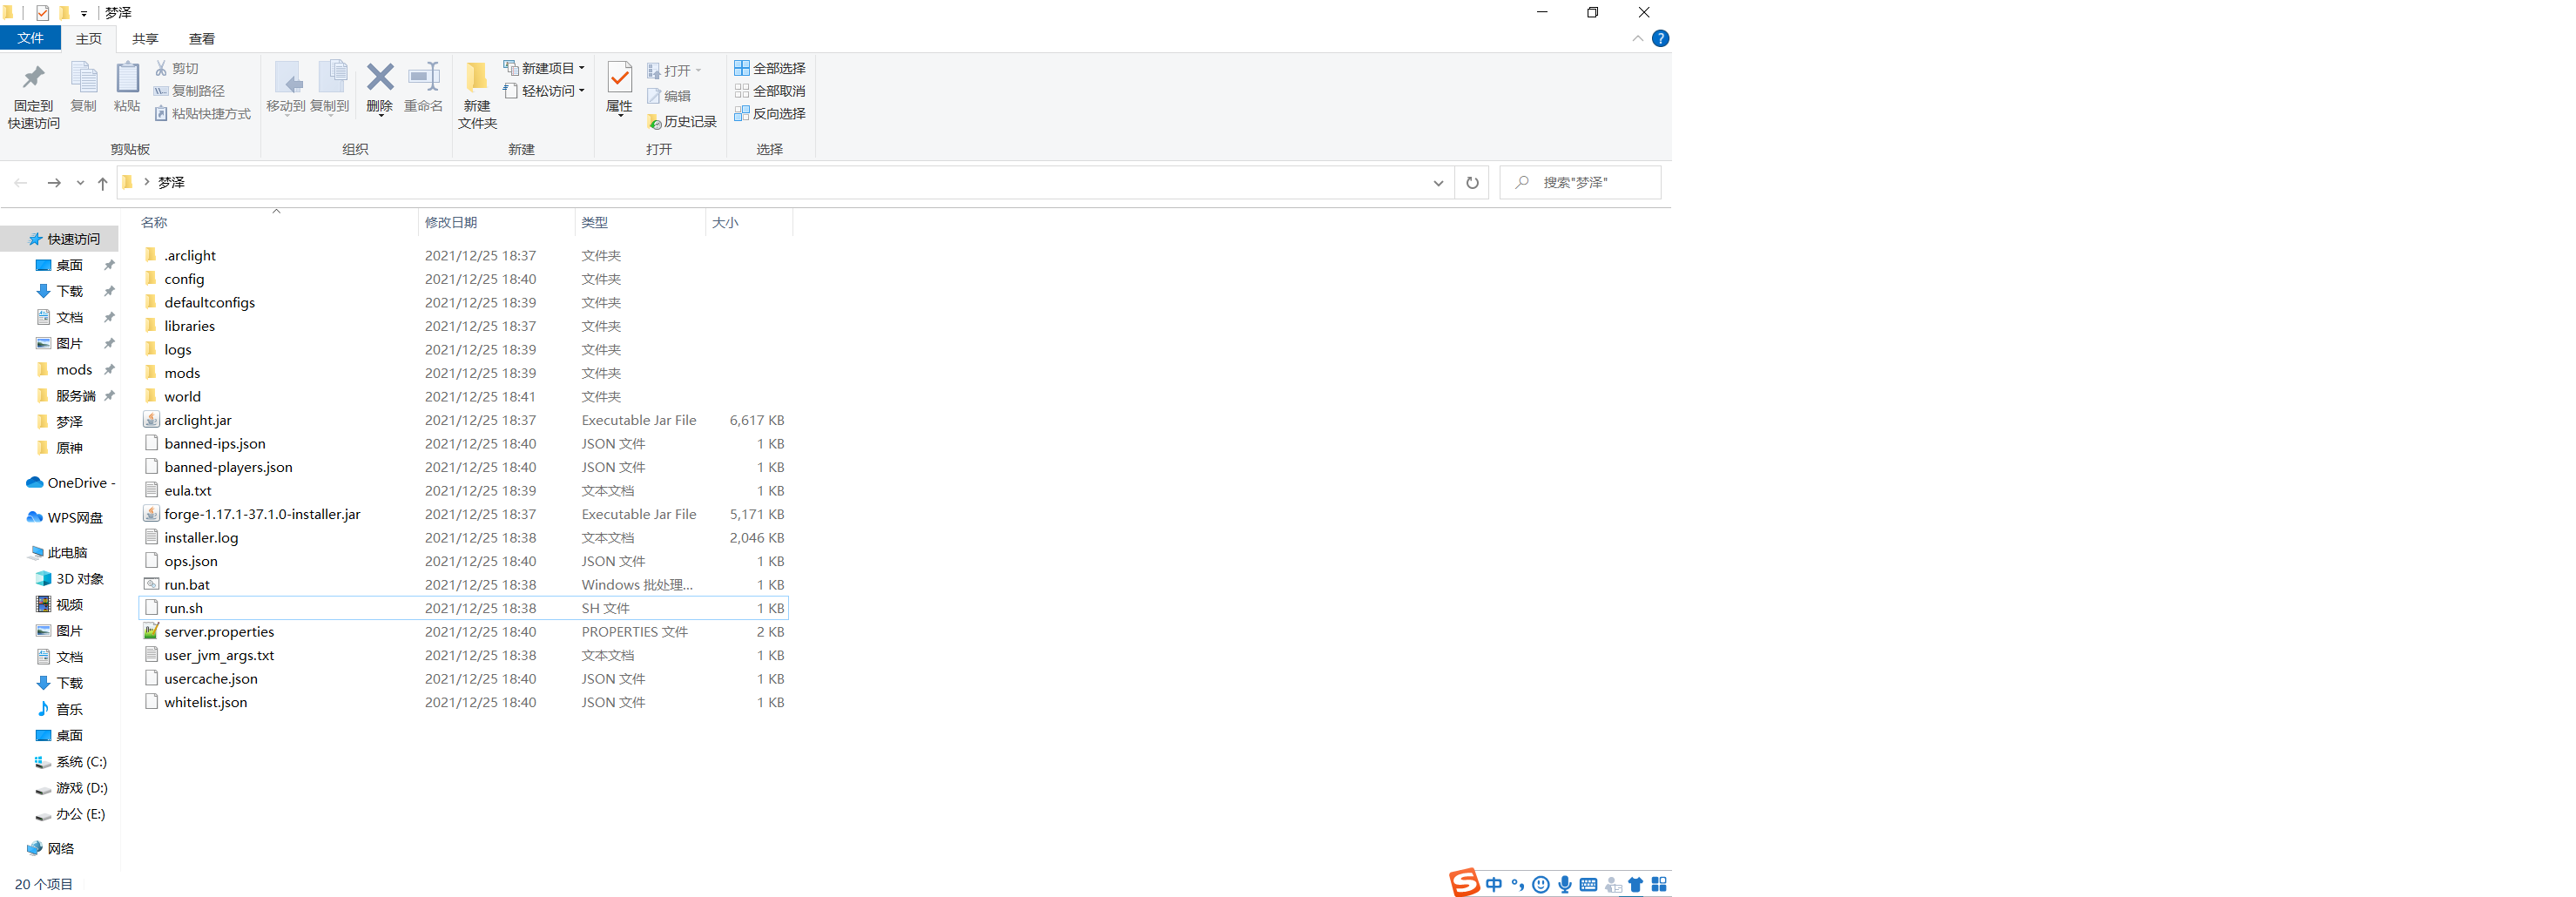 梦泽
文件 主页 共享 查看
固定到
快速访问
复制
粘贴
剪切
复制路径
粘贴快捷方式
剪贴板
移动到
复制到
删除
重命名
组织
新建
文件夹
新建项目
轻松访问
新建
属性
打开
编辑
历史记录
打开
全部选择
全部取消
反向选择
选择
梦泽
搜索"梦泽"
快速访问
桌面
下载
文档
图片
mods
服务端
梦泽
原神
OneDrive -
WPS网盘
此电脑
3D 对象
视频
图片
文档
下载
音乐
桌面
系统 (C:)
游戏 (D:)
办公 (E:)
网络
名称 修改日期 类型 大小
.arclight 2021/12/25 18:37 文件夹
config 2021/12/25 18:40 文件夹
defaultconfigs 2021/12/25 18:39 文件夹
libraries 2021/12/25 18:37 文件夹
logs 2021/12/25 18:39 文件夹
mods 2021/12/25 18:39 文件夹
world 2021/12/25 18:41 文件夹
arclight.jar 2021/12/25 18:37 Executable Jar File 6,617 KB
banned-ips.json 2021/12/25 18:40 JSON 文件 1 KB
banned-players.json 2021/12/25 18:40 JSON 文件 1 KB
eula.txt 2021/12/25 18:39 文本文档 1 KB
forge-1.17.1-37.1.0-installer.jar 2021/12/25 18:37 Executable Jar File 5,171 KB
installer.log 2021/12/25 18:38 文本文档 2,046 KB
ops.json 2021/12/25 18:40 JSON 文件 1 KB
run.bat 2021/12/25 18:38 Windows 批处理... 1 KB
run.sh 2021/12/25 18:38 SH 文件 1 KB
server.properties 2021/12/25 18:40 PROPERTIES 文件 2 KB
user_jvm_args.txt 2021/12/25 18:38 文本文档 1 KB
usercache.json 2021/12/25 18:40 JSON 文件 1 KB
whitelist.json 2021/12/25 18:40 JSON 文件 1 KB
20 个项目
中